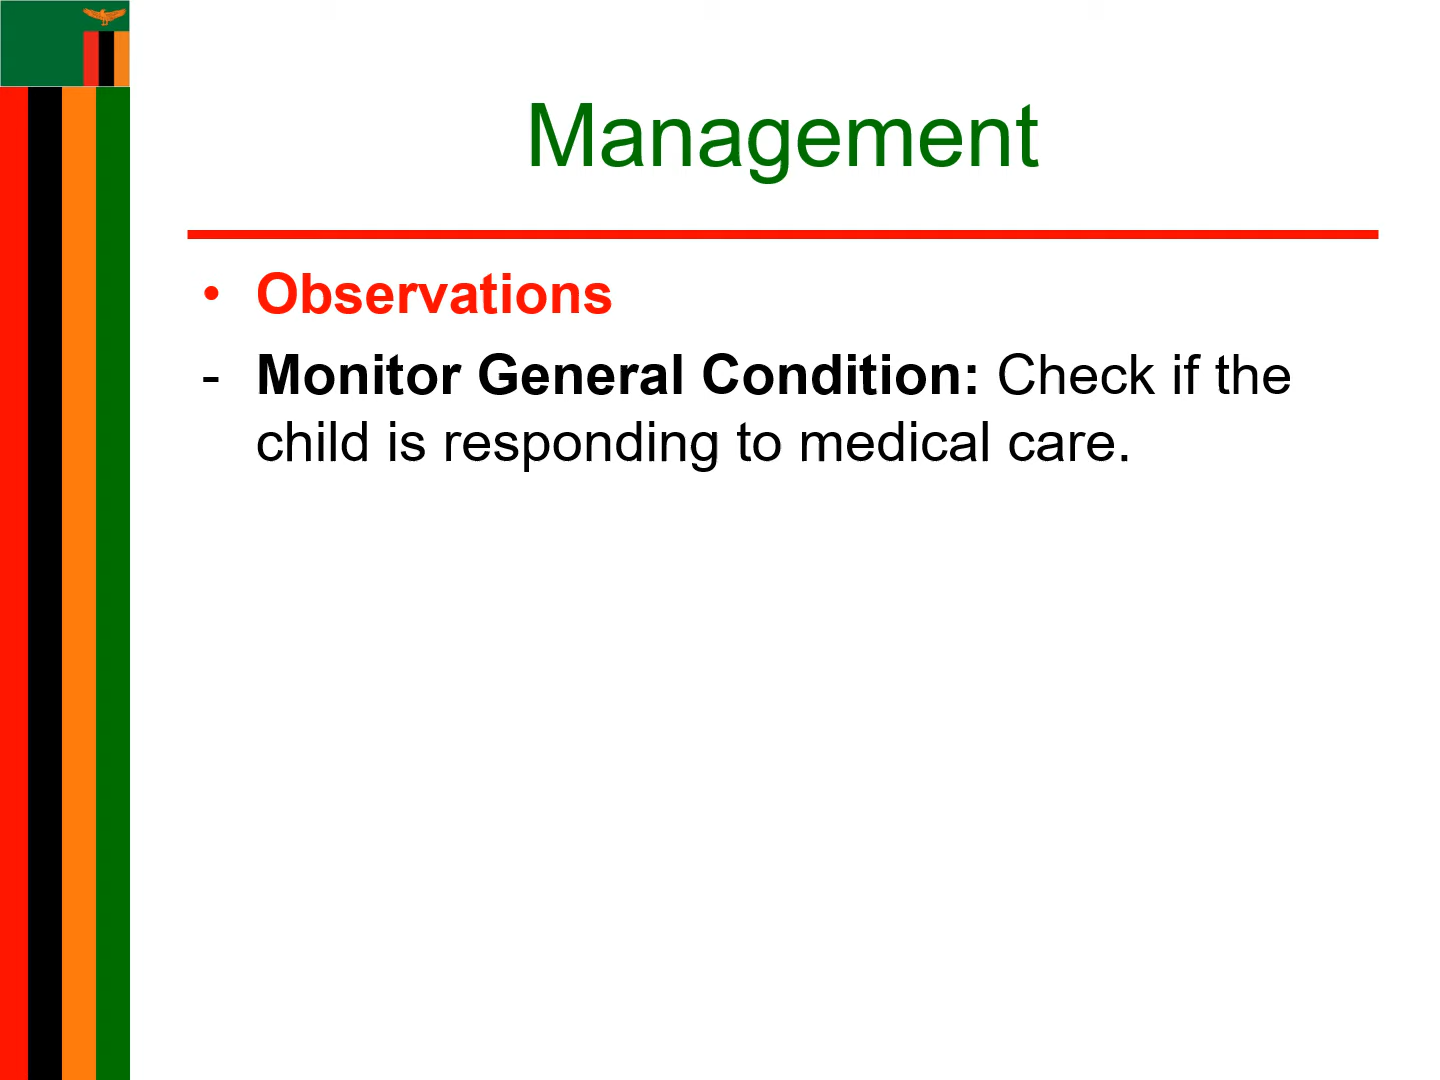 Management
• Observations
- Monitor General Condition: Check if the
child is responding to medical care.